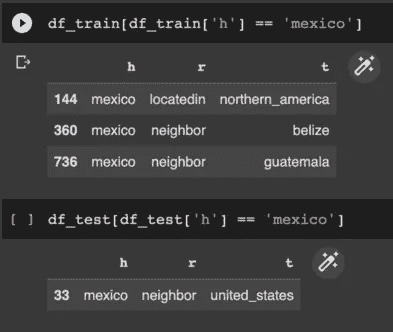 df_train[df_train['h'] == 'mexico']
h r t
144 mexico locatedin northern_america
360 mexico neighbor belize
736 mexico neighbor guatemala
[ ] df_test[df_test['h'] == 'mexico']
h r t
33 mexico neighbor united_states